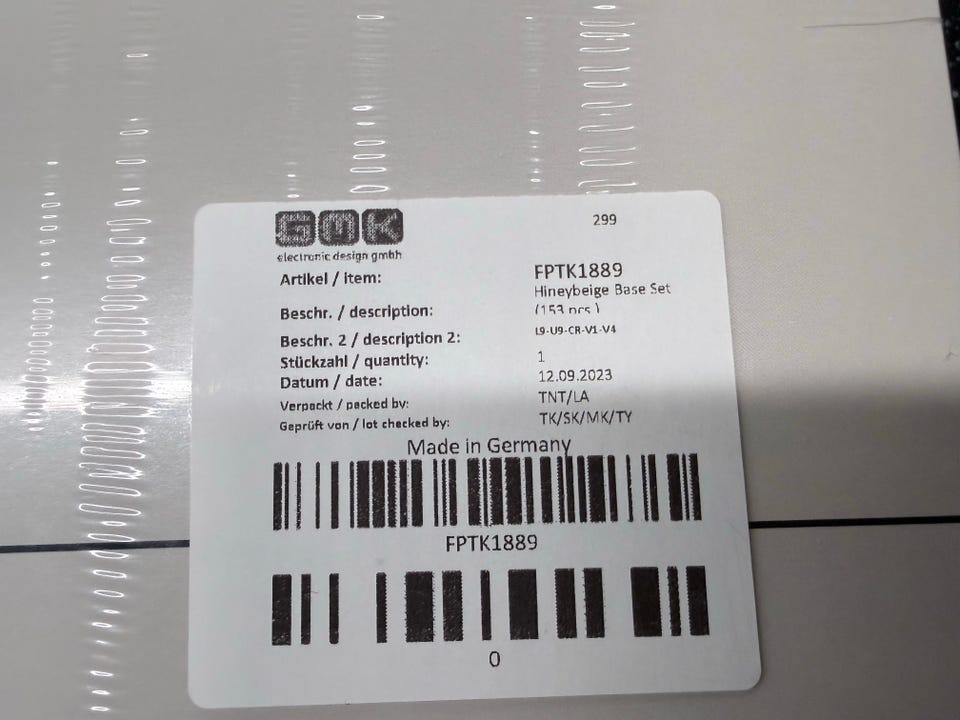 GMK
299
electronic design gmbh
Artikel / item: FPTK1889
Hineybeige Base Set
Beschr. / description: (153 pcs.)
Beschr. 2 / description 2: L9-U9-CR-V1-V4
Stückzahl / quantity: 1
Datum / date: 12.09.2023
Verpackt / packed by: TNT/LA
Geprüft von / lot checked by: TK/SK/MK/TY
Made in Germany
FPTK1889
0